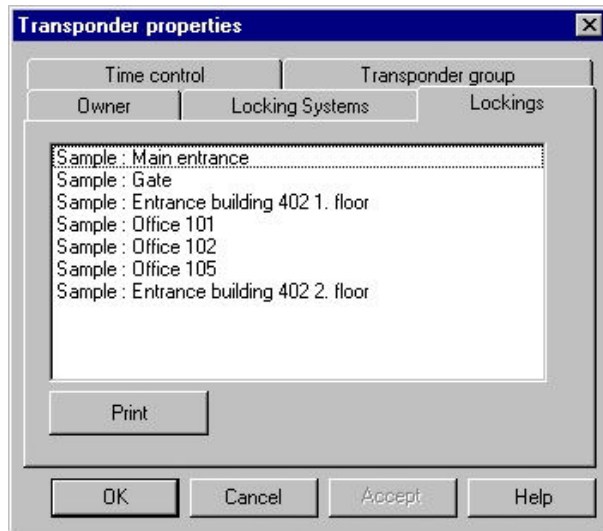 Transponder properties
Time control
Transponder group
Owner
Locking Systems
Lockings
Sample : Main entrance
Sample : Gate
Sample : Entrance building 402 1. floor
Sample : Office 101
Sample : Office 102
Sample : Office 105
Sample : Entrance building 402 2. floor
Print
OK
Cancel
Accept
Help